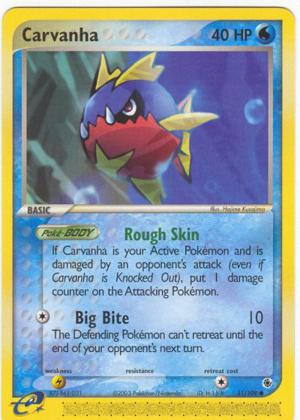 Carvanha
40 HP
Illus. Hajime Kusajima
BASIC
Poké-BODY Rough Skin
If Carvanha is your Active Pokémon and is
damaged by an opponent's attack (even if
Carvanha is Knocked Out), put 1 damage
counter on the Attacking Pokémon.
Big Bite 10
The Defending Pokémon can't retreat until the
end of your opponent's next turn.
weakness resistance retreat cost
©2003 Pokémon/Nintendo.
51/109
e